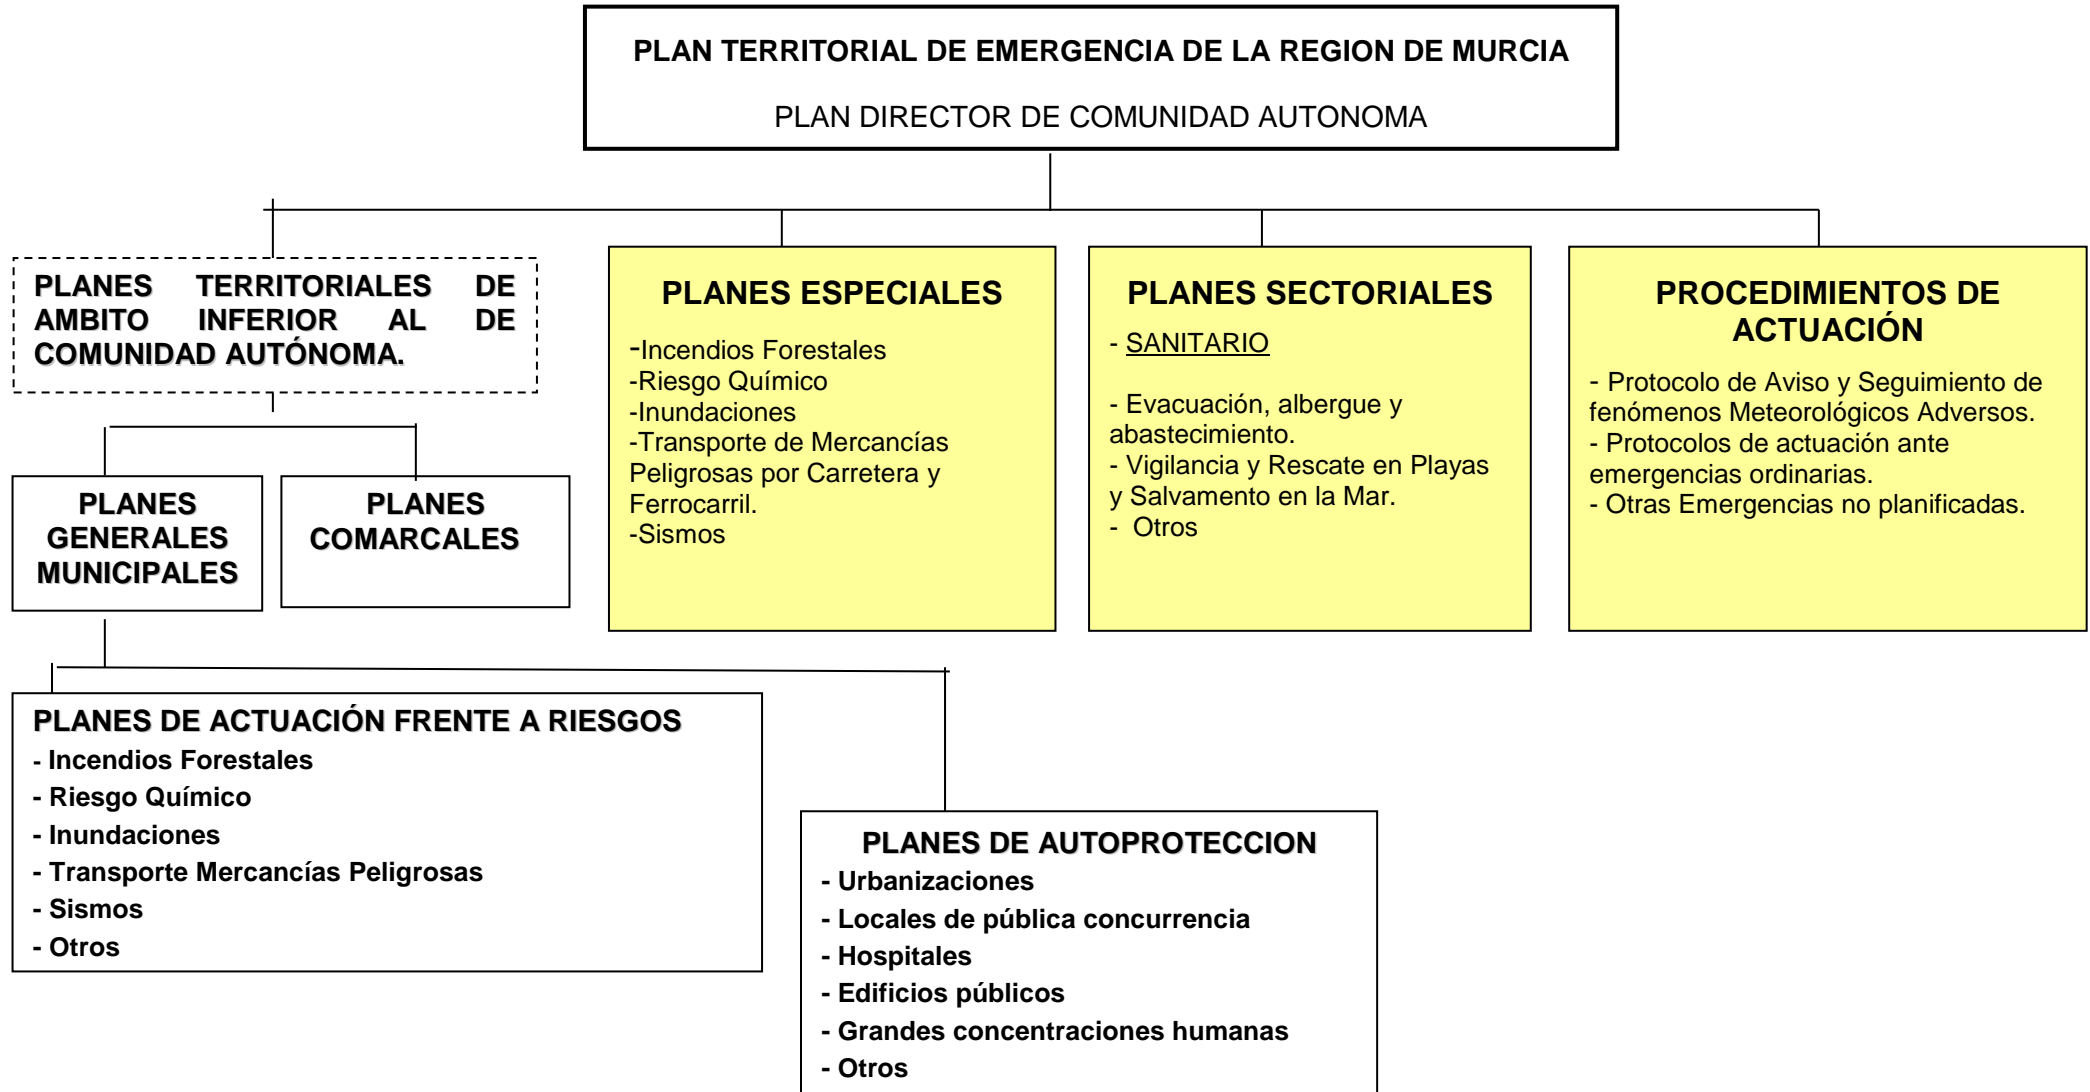 PLAN TERRITORIAL DE EMERGENCIA DE LA REGION DE MURCIA
PLAN DIRECTOR DE COMUNIDAD AUTONOMA
PLANES TERRITORIALES DE
AMBITO INFERIOR AL DE
COMUNIDAD AUTÓNOMA.
PLANES ESPECIALES
-Incendios Forestales
-Riesgo Químico
-Inundaciones
-Transporte de Mercancías
Peligrosas por Carretera y
Ferrocarril.
-Sismos
PLANES SECTORIALES
- SANITARIO
- Evacuación, albergue y
abastecimiento.
- Vigilancia y Rescate en Playas
y Salvamento en la Mar.
- Otros
PROCEDIMIENTOS DE
ACTUACIÓN
- Protocolo de Aviso y Seguimiento de
fenómenos Meteorológicos Adversos.
- Protocolos de actuación ante
emergencias ordinarias.
- Otras Emergencias no planificadas.
PLANES
GENERALES
MUNICIPALES
PLANES
COMARCALES
PLANES DE ACTUACIÓN FRENTE A RIESGOS
- Incendios Forestales
- Riesgo Químico
- Inundaciones
- Transporte Mercancías Peligrosas
- Sismos
- Otros
PLANES DE AUTOPROTECCION
- Urbanizaciones
- Locales de pública concurrencia
- Hospitales
- Edificios públicos
- Grandes concentraciones humanas
- Otros